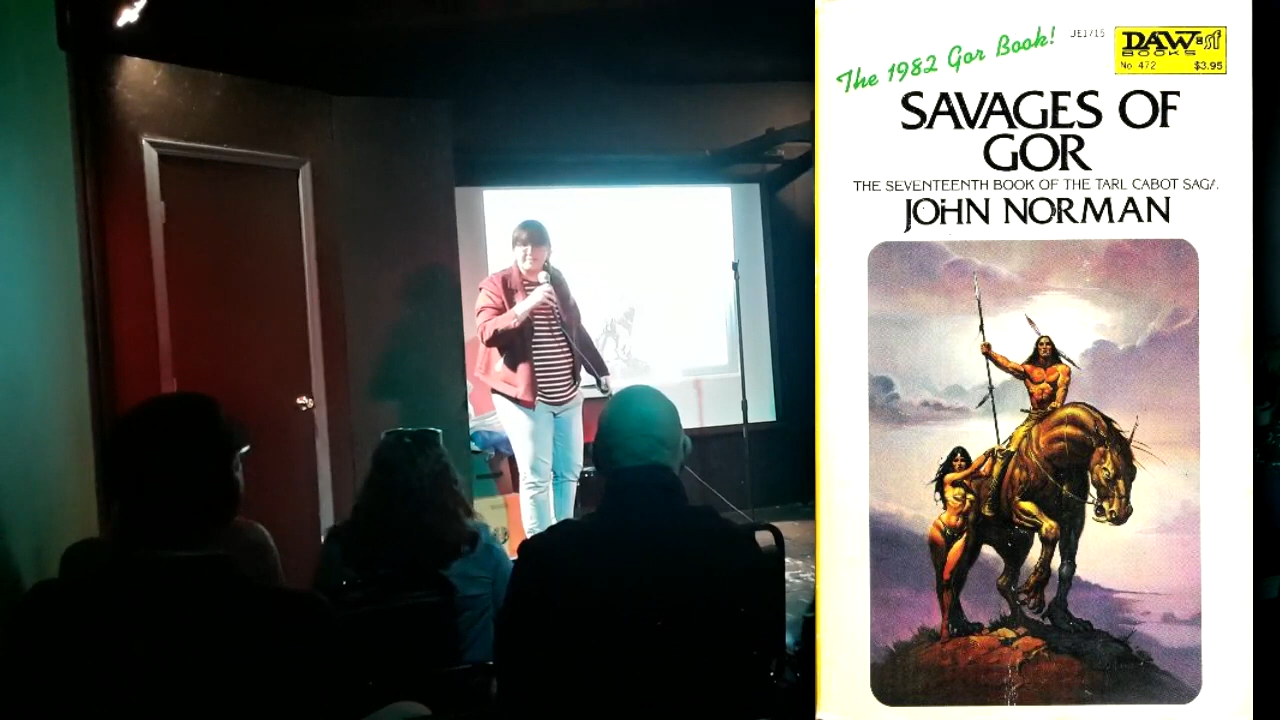 The 1982 Gor Book!
JE1715
DAW sf
BOOKS
No. 472 $3.95
SAVAGES OF
GOR
THE SEVENTEENTH BOOK OF THE TARL CABOT SAGA
JOHN NORMAN